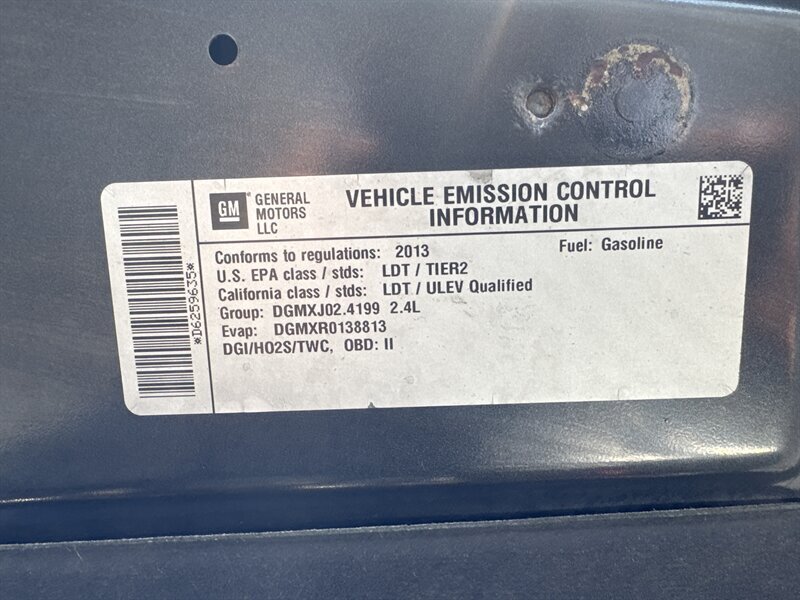 GM
GENERAL
MOTORS
LLC
VEHICLE EMISSION CONTROL
INFORMATION
Conforms to regulations: 2013
Fuel: Gasoline
U.S. EPA class / stds: LDT / TIER2
California class / stds: LDT / ULEV Qualified
Group: DGMXJ02.4199 2.4L
Evap: DGMXR0138813
DGI/HO2S/TWC, OBD: II
*D6259635*